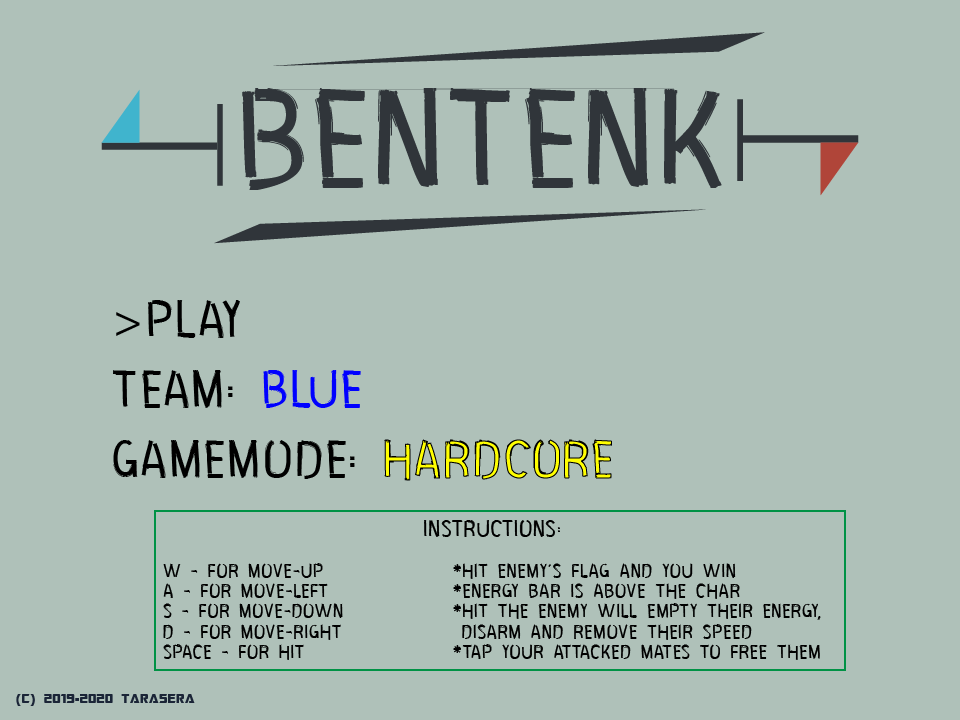 BENTENK
>PLAY
TEAM: BLUE
GAMEMODE: HARDCORE
INSTRUCTIONS:
W - FOR MOVE-UP
A - FOR MOVE-LEFT
S - FOR MOVE-DOWN
D - FOR MOVE-RIGHT
SPACE - FOR HIT
*HIT ENEMY'S FLAG AND YOU WIN
*ENERGY BAR IS ABOVE THE CHAR
*HIT THE ENEMY WILL EMPTY THEIR ENERGY,
DISARM AND REMOVE THEIR SPEED
*TAP YOUR ATTACKED MATES TO FREE THEM
(C) 2019-2020 TARASERA